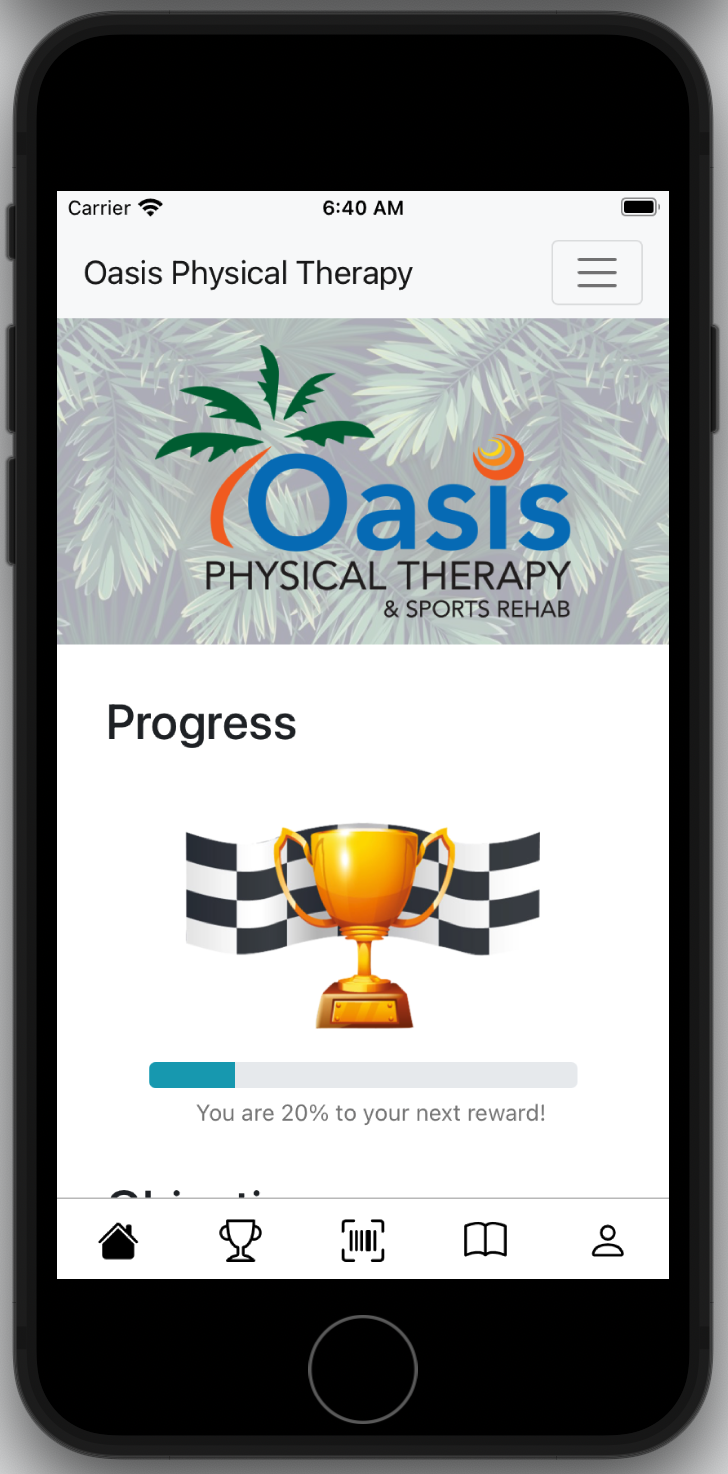 Carrier
6:40 AM
Oasis Physical Therapy
Oasis
PHYSICAL THERAPY
& SPORTS REHAB
Progress
You are 20% to your next reward!